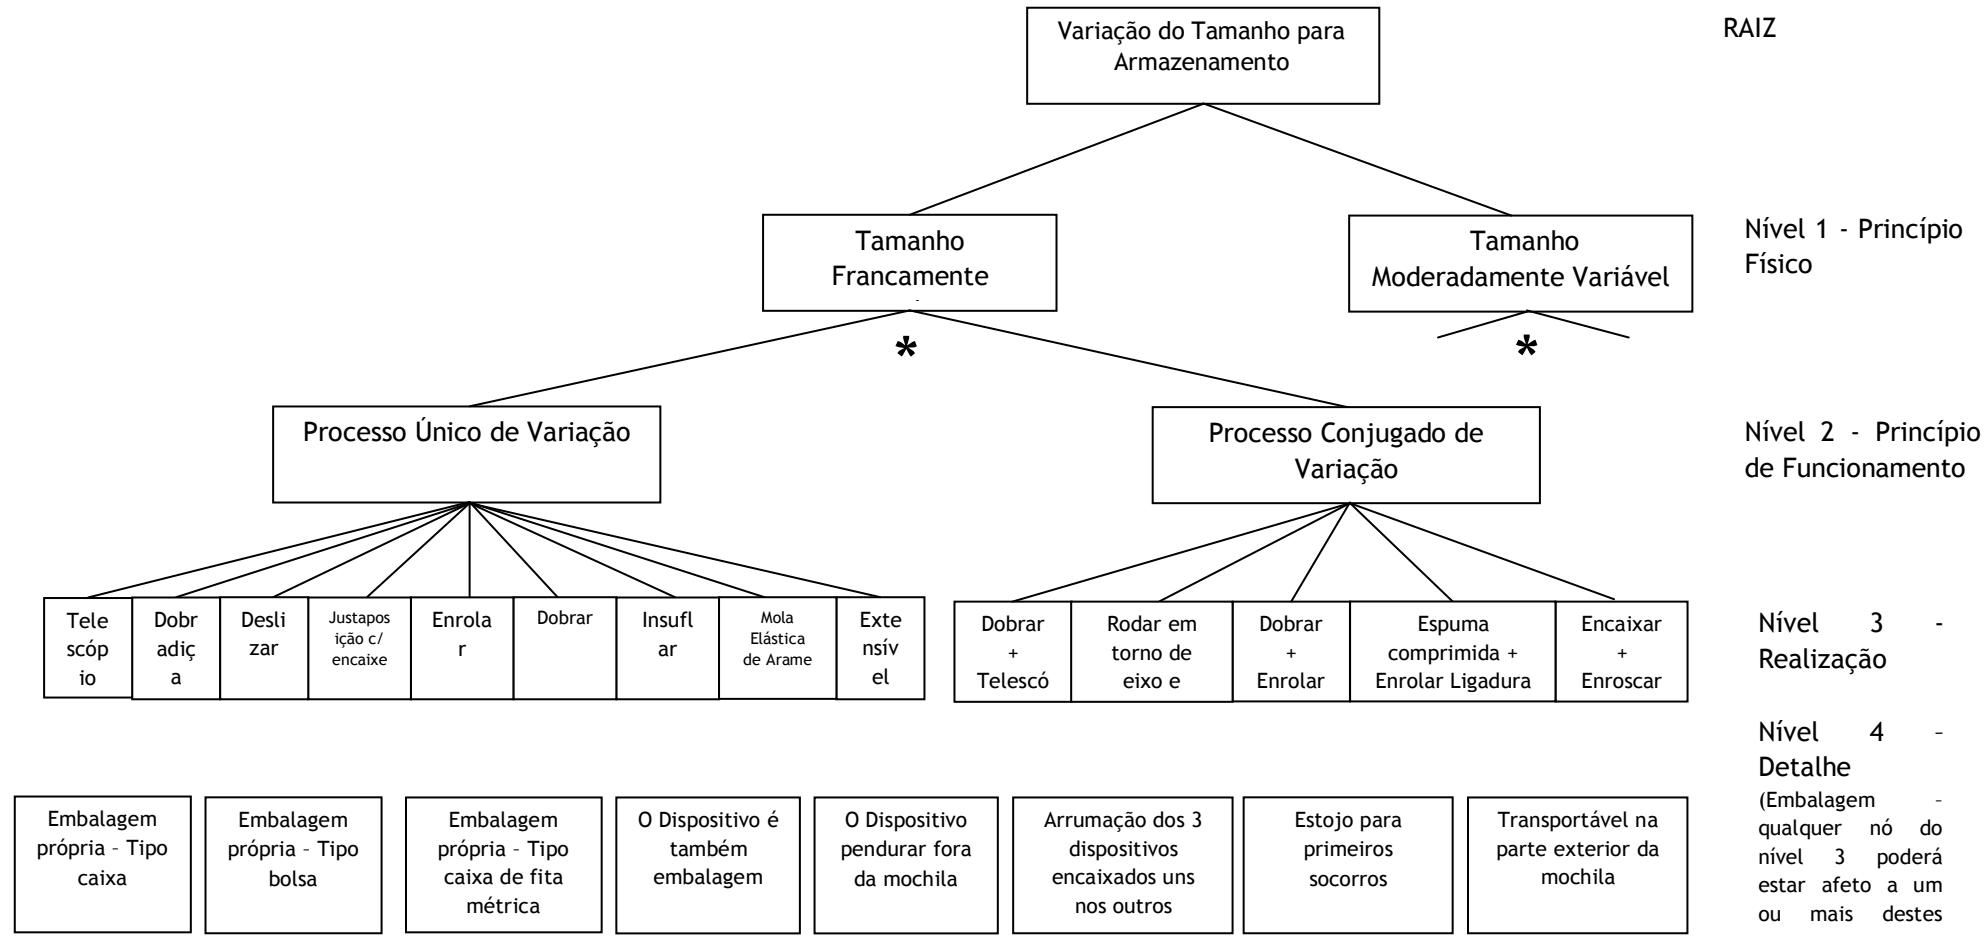 Variação do Tamanho para
Armazenamento
RAIZ
Tamanho
Francamente
Tamanho
Moderadamente Variável
Nível 1 - Princípio
Físico
*
*
Processo Único de Variação
Processo Conjugado de
Variação
Nível 2 - Princípio
de Funcionamento
Tele
scóp
io
Dobr
adiç
a
Desli
zar
Justapos
ição c/
encaixe
Enrola
r
Dobrar
Insufl
ar
Mola
Elástica
de Arame
Exte
nsív
el
Dobrar
+
Telescó
Rodar em
torno de
eixo e
Dobrar
+
Enrolar
Espuma
comprimida +
Enrolar Ligadura
Encaixar
+
Enroscar
Nível 3 -
Realização
Nível 4 –
Detalhe
(Embalagem –
qualquer nó do
nível 3 poderá
estar afeto a um
ou mais destes
Embalagem
própria – Tipo
caixa
Embalagem
própria – Tipo
bolsa
Embalagem
própria – Tipo
caixa de fita
métrica
O Dispositivo é
também
embalagem
O Dispositivo
pendurar fora
da mochila
Arrumação dos 3
dispositivos
encaixados uns
nos outros
Estojo para
primeiros
socorros
Transportável na
parte exterior da
mochila